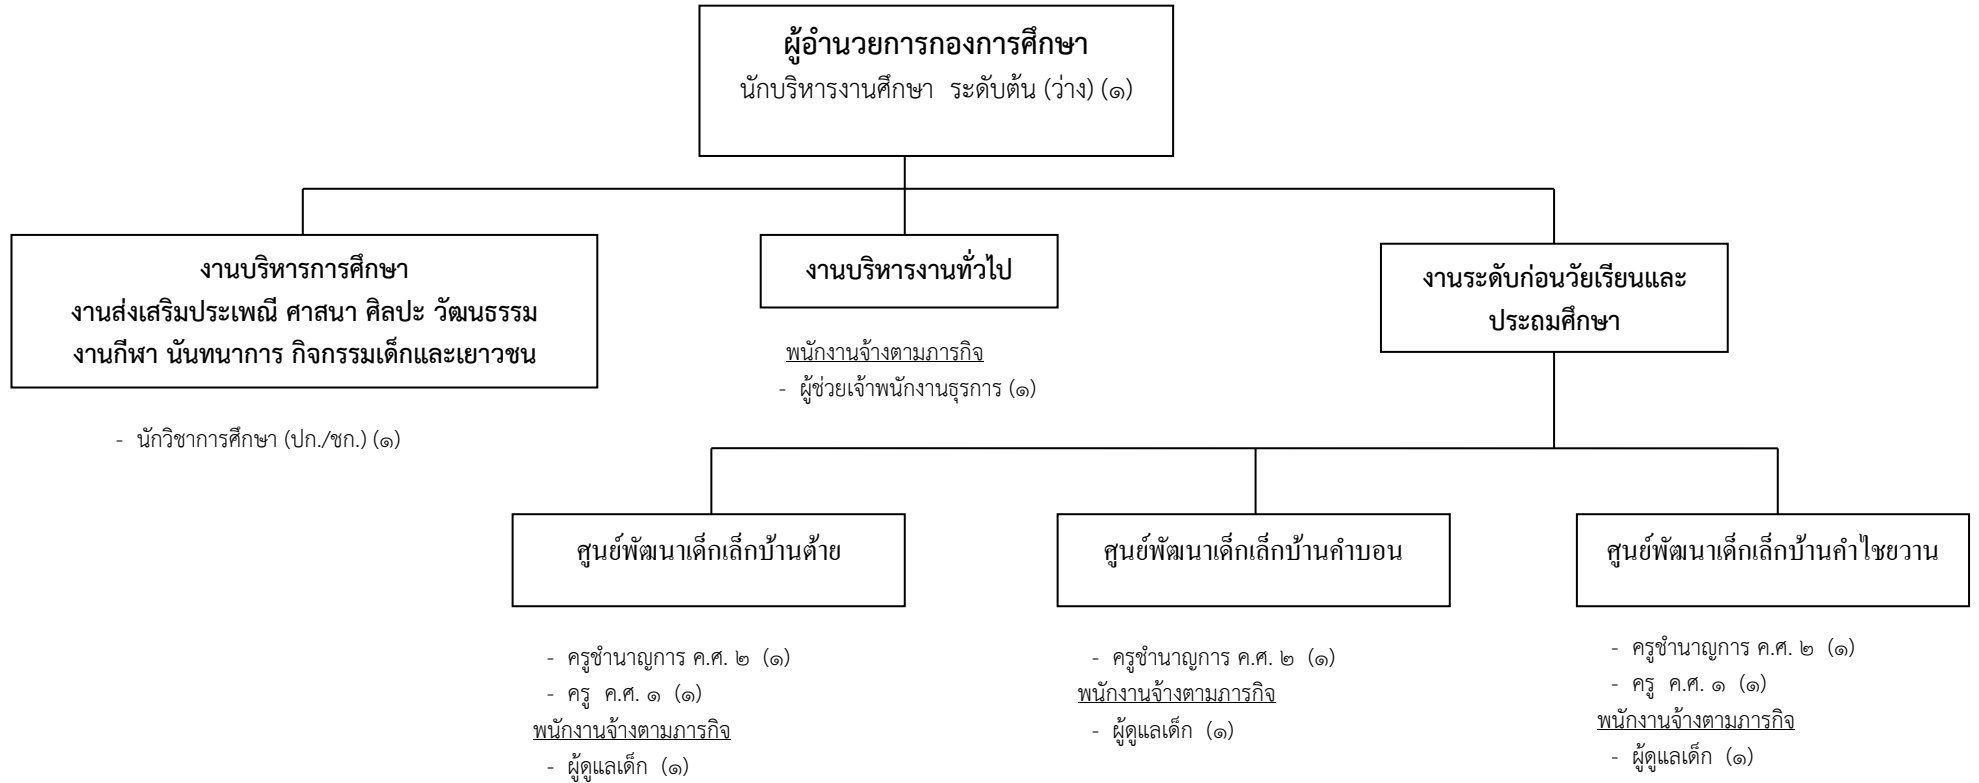 ผู้อำนวยการกองการศึกษา
นักบริหารงานศึกษา ระดับต้น (ว่าง) (๑)
งานบริหารการศึกษา
งานส่งเสริมประเพณี ศาสนา ศิลปะ วัฒนธรรม
งานกีฬา นันทนาการ กิจกรรมเด็กและเยาวชน
- นักวิชาการศึกษา (ปก./ชก.) (๑)
งานบริหารงานทั่วไป
พนักงานจ้างตามภารกิจ
- ผู้ช่วยเจ้าพนักงานธุรการ (๑)
งานระดับก่อนวัยเรียนและ
ประถมศึกษา
ศูนย์พัฒนาเด็กเล็กบ้านต้าย
- ครูชำนาญการ ค.ศ. ๒ (๑)
- ครู ค.ศ. ๑ (๑)
พนักงานจ้างตามภารกิจ
- ผู้ดูแลเด็ก (๑)
ศูนย์พัฒนาเด็กเล็กบ้านคำบอน
- ครูชำนาญการ ค.ศ. ๒ (๑)
พนักงานจ้างตามภารกิจ
- ผู้ดูแลเด็ก (๑)
ศูนย์พัฒนาเด็กเล็กบ้านคำไชยวาน
- ครูชำนาญการ ค.ศ. ๒ (๑)
- ครู ค.ศ. ๑ (๑)
พนักงานจ้างตามภารกิจ
- ผู้ดูแลเด็ก (๑)